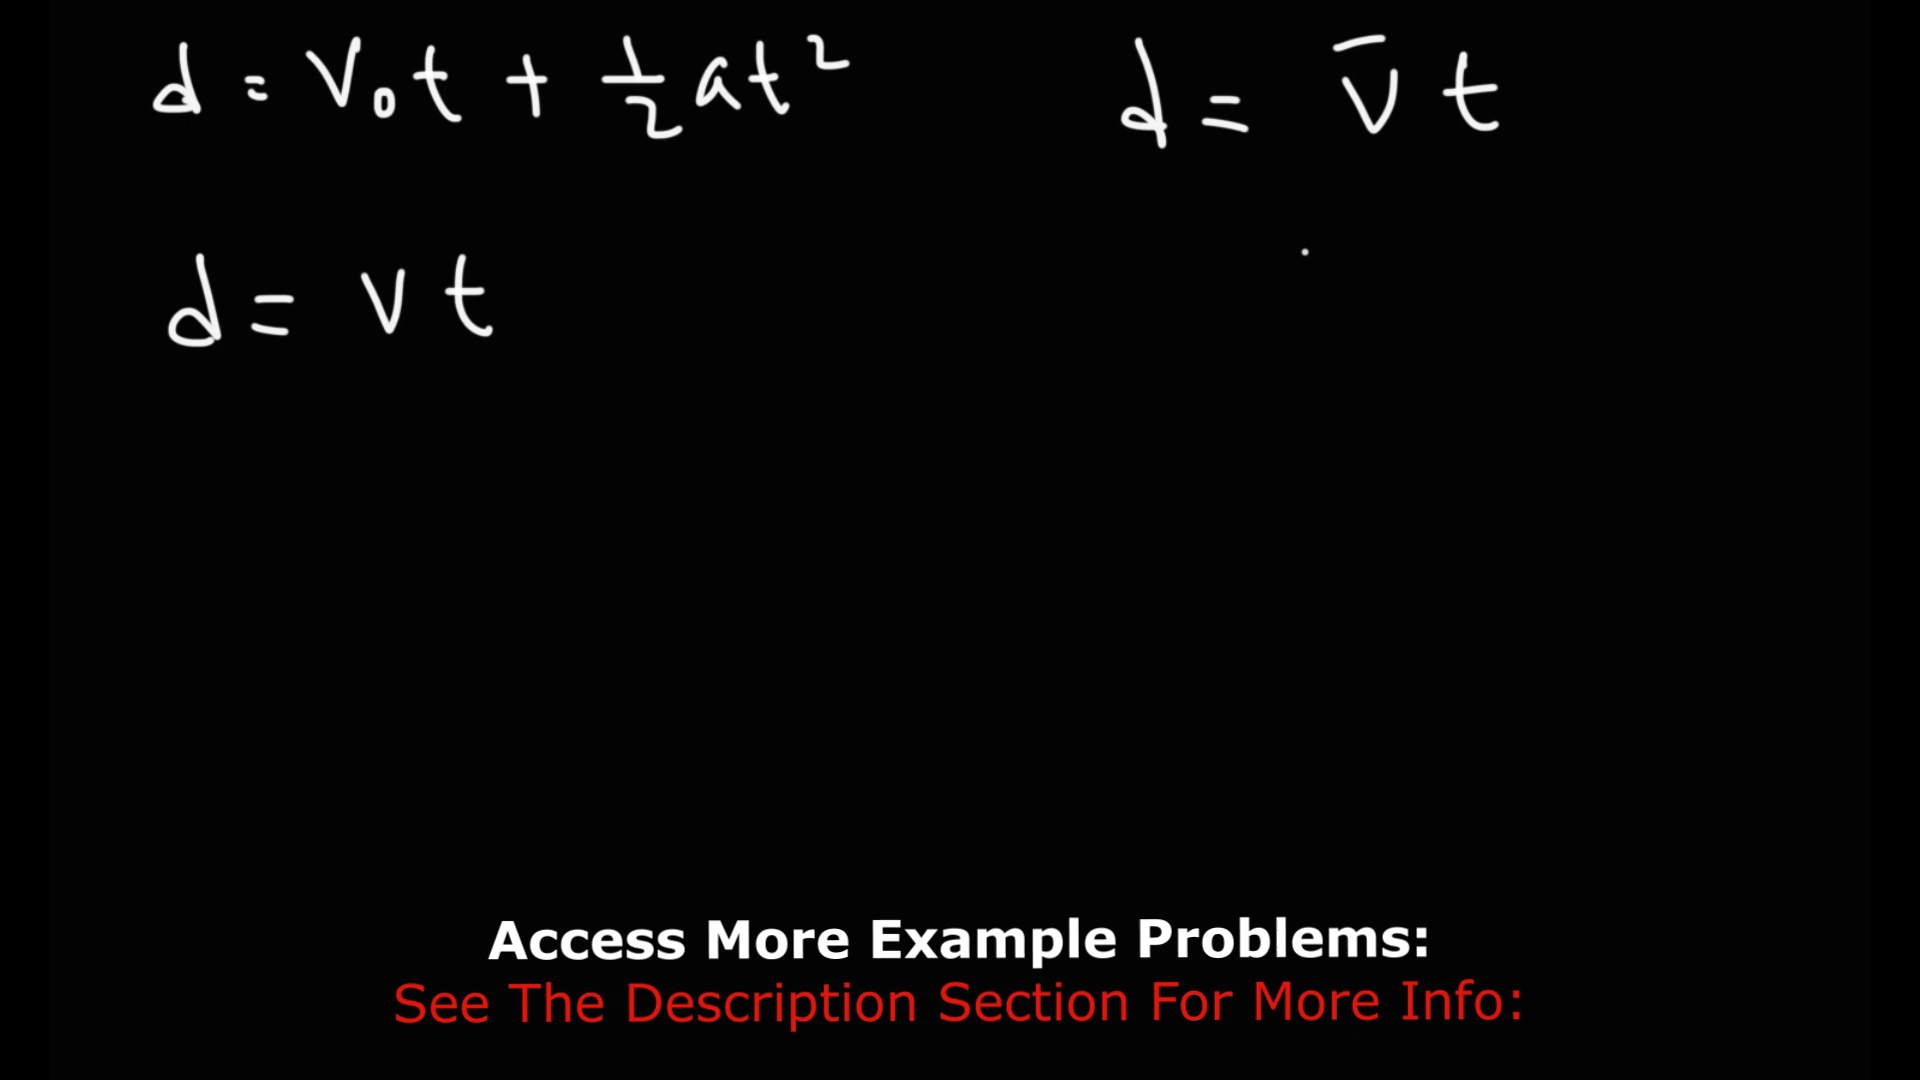 d = v₀t + ½at²
d = v̄ t
d = vt
Access More Example Problems:
See The Description Section For More Info: